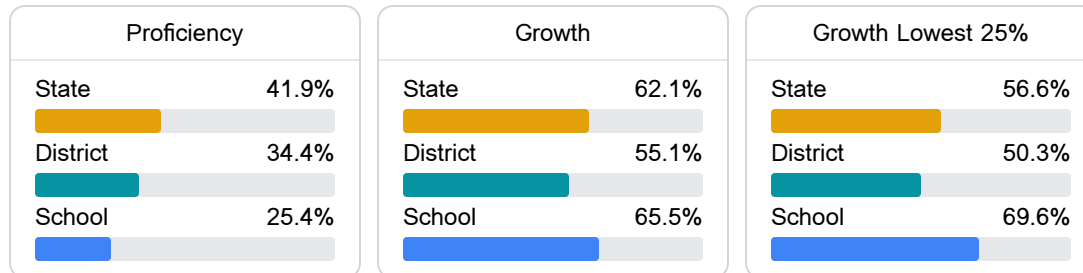 Proficiency
State 41.9%
District 34.4%
School 25.4%
Growth
State 62.1%
District 55.1%
School 65.5%
Growth Lowest 25%
State 56.6%
District 50.3%
School 69.6%